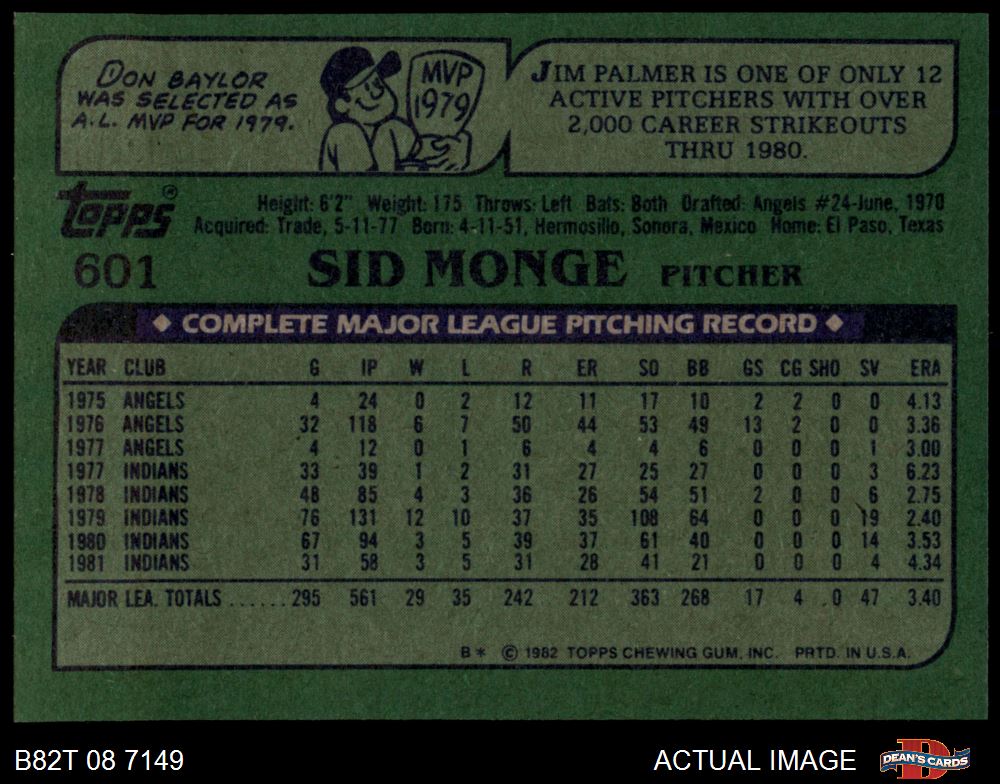 DON BAYLOR
WAS SELECTED AS
A.L. MVP FOR 1979.
MVP
1979
JIM PALMER IS ONE OF ONLY 12
ACTIVE PITCHERS WITH OVER
2,000 CAREER STRIKEOUTS
THRU 1980.
topps®
Height: 6'2" Weight: 175 Throws: Left Bats: Both Drafted: Angels #24-June, 1970
Acquired: Trade, 5-11-77 Born: 4-11-51, Hermosillo, Sonora, Mexico Home: El Paso, Texas
601 SID MONGE PITCHER
◆ COMPLETE MAJOR LEAGUE PITCHING RECORD ◆
YEAR CLUB G IP W L R ER SO BB GS CG SHO SV ERA
1975 ANGELS 4 24 0 2 12 11 17 10 2 2 0 0 4.13
1976 ANGELS 32 118 6 7 50 44 53 49 13 2 0 0 3.36
1977 ANGELS 4 12 0 1 6 4 4 6 0 0 0 1 3.00
1977 INDIANS 33 39 1 2 31 27 25 27 0 0 0 3 6.23
1978 INDIANS 48 85 4 3 36 26 54 51 2 0 0 6 2.75
1979 INDIANS 76 131 12 10 37 35 108 64 0 0 0 19 2.40
1980 INDIANS 67 94 3 5 39 37 61 40 0 0 0 14 3.53
1981 INDIANS 31 58 3 5 31 28 41 21 0 0 0 4 4.34
MAJOR LEA. TOTALS ...... 295 561 29 35 242 212 363 268 17 4 0 47 3.40
B* © 1982 TOPPS CHEWING GUM, INC. PRTD. IN U.S.A.
B82T 08 7149
ACTUAL IMAGE
D
DEAN'S CARDS